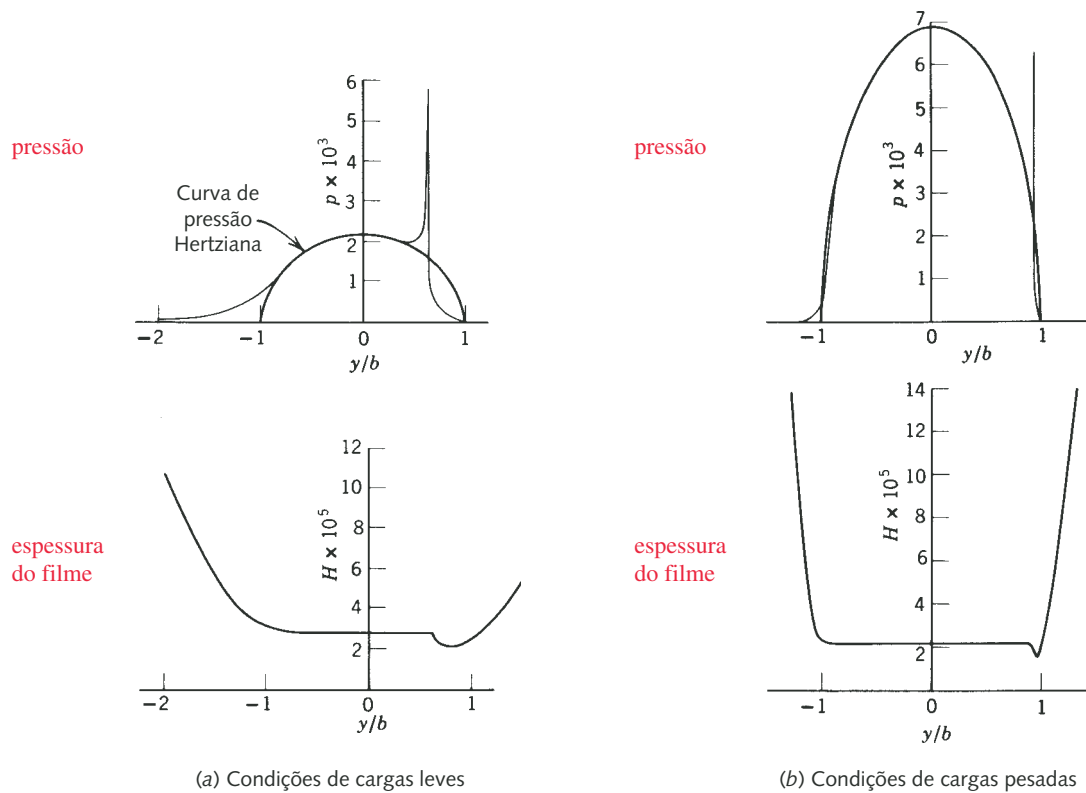 pressão
p × 10³
6
5
4
3
2
1
Curva de
pressão
Hertziana
−2
−1
0
1
y/b
pressão
p × 10³
7
6
5
4
3
2
1
−1
0
1
y/b
espessura
do filme
H × 10⁵
12
10
8
6
4
2
−2
−1
0
1
y/b
(a) Condições de cargas leves
espessura
do filme
H × 10⁵
14
12
10
8
6
4
2
−1
0
1
y/b
(b) Condições de cargas pesadas